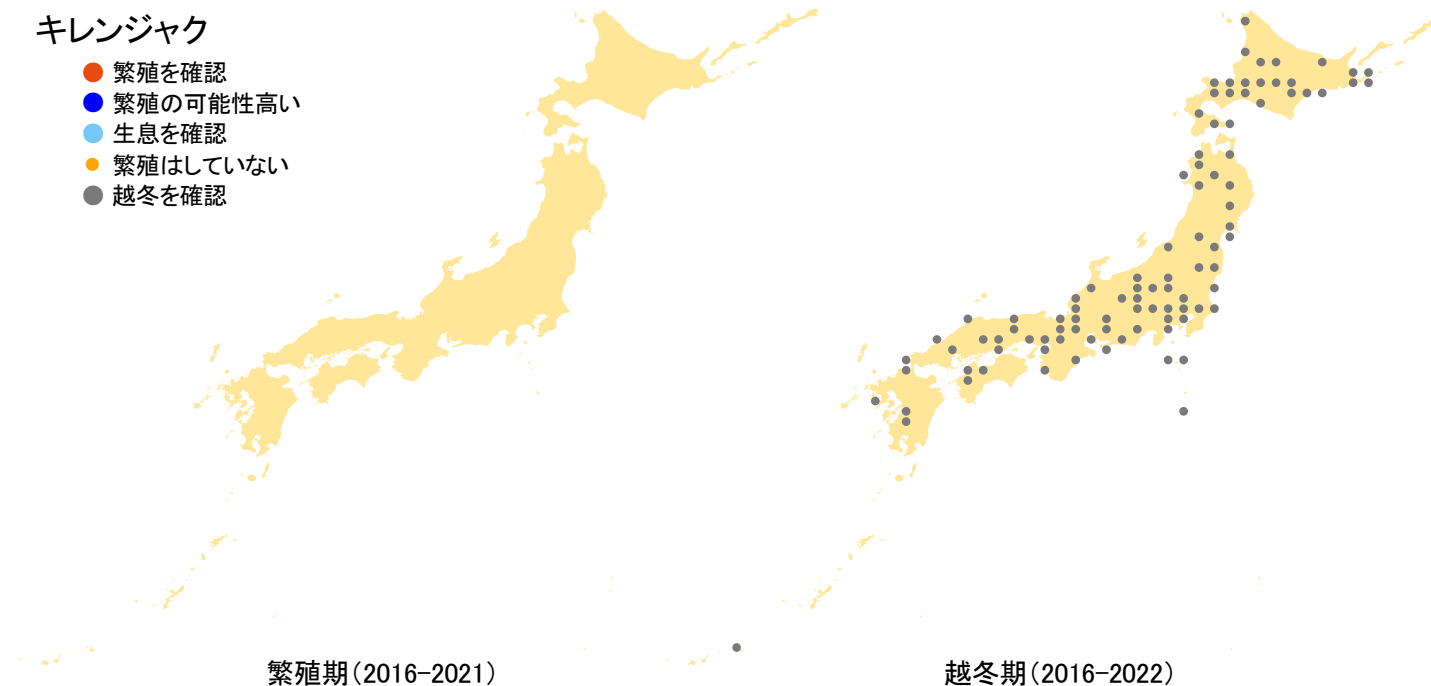 キレンジャク
繁殖を確認
繁殖の可能性高い
生息を確認
繁殖はしていない
越冬を確認
繁殖期(2016-2021)
越冬期(2016-2022)